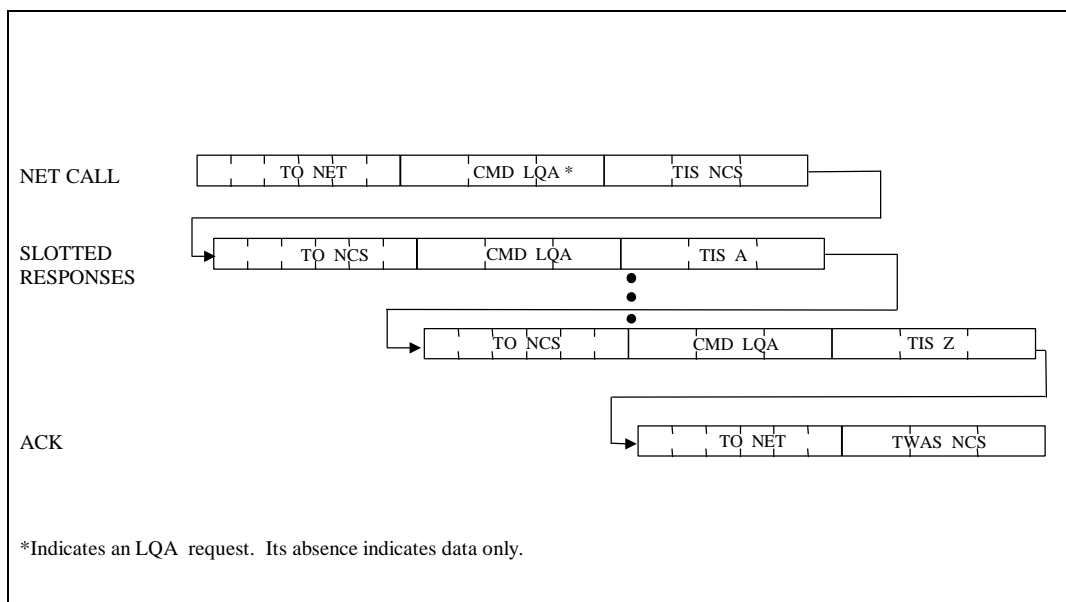 NET CALL
TO NET CMD LQA * TIS NCS
SLOTTED
RESPONSES
TO NCS CMD LQA TIS A
TO NCS CMD LQA TIS Z
ACK
TO NET TWAS NCS
*Indicates an LQA request. Its absence indicates data only.